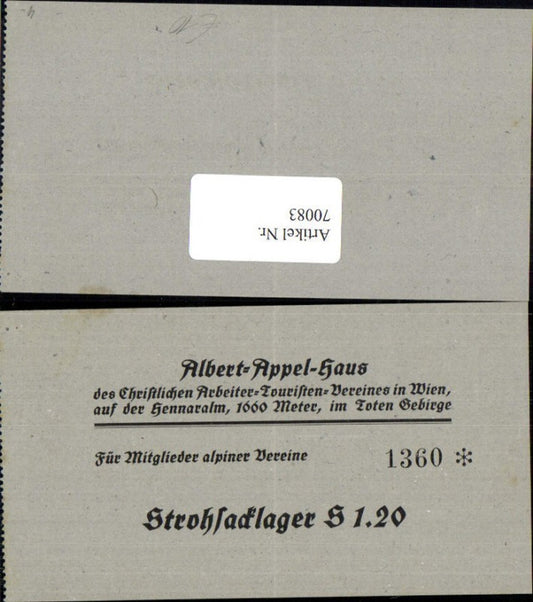 Artikel Nr.
70083
Albert-Appel-Haus
des Christlichen Arbeiter-Touristen-Vereines in Wien,
auf der Hennaralm, 1660 Meter, im Toten Gebirge
Für Mitglieder alpiner Vereine
1360 *
Strohsacklager S 1.20